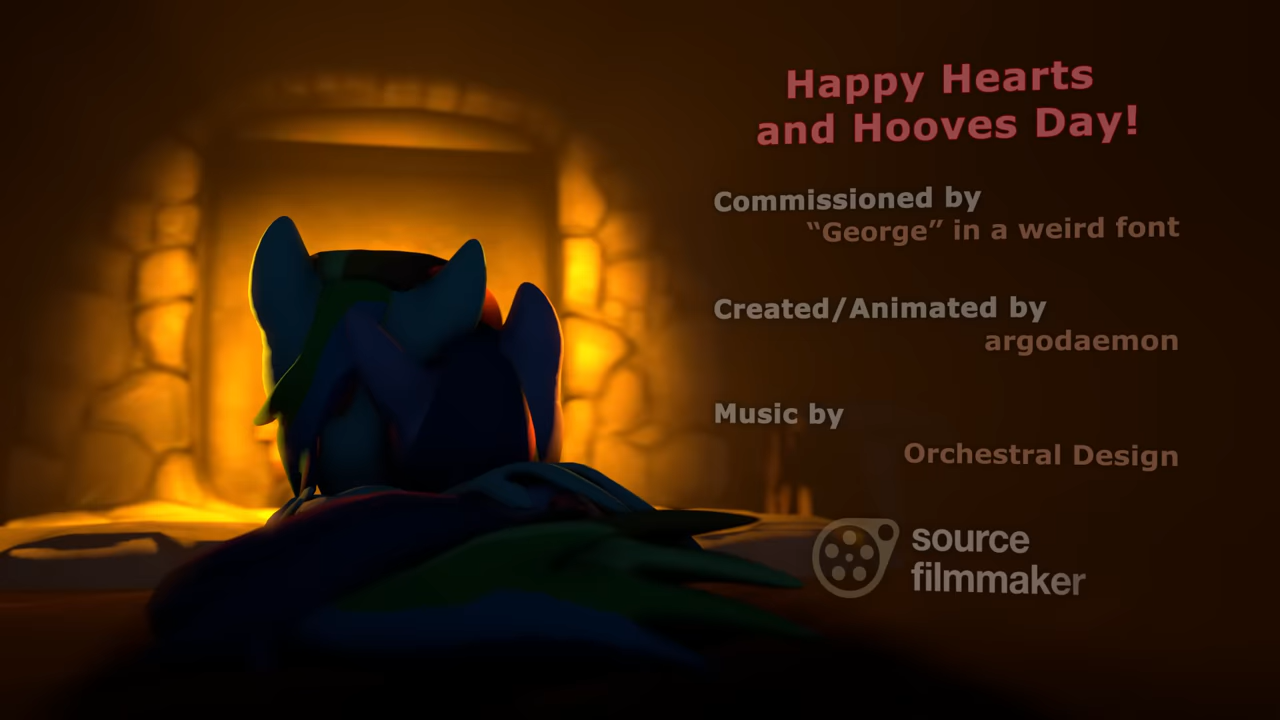 Happy Hearts
and Hooves Day!
Commissioned by
“George” in a weird font
Created/Animated by
argodaemon
Music by
Orchestral Design
source
filmmaker